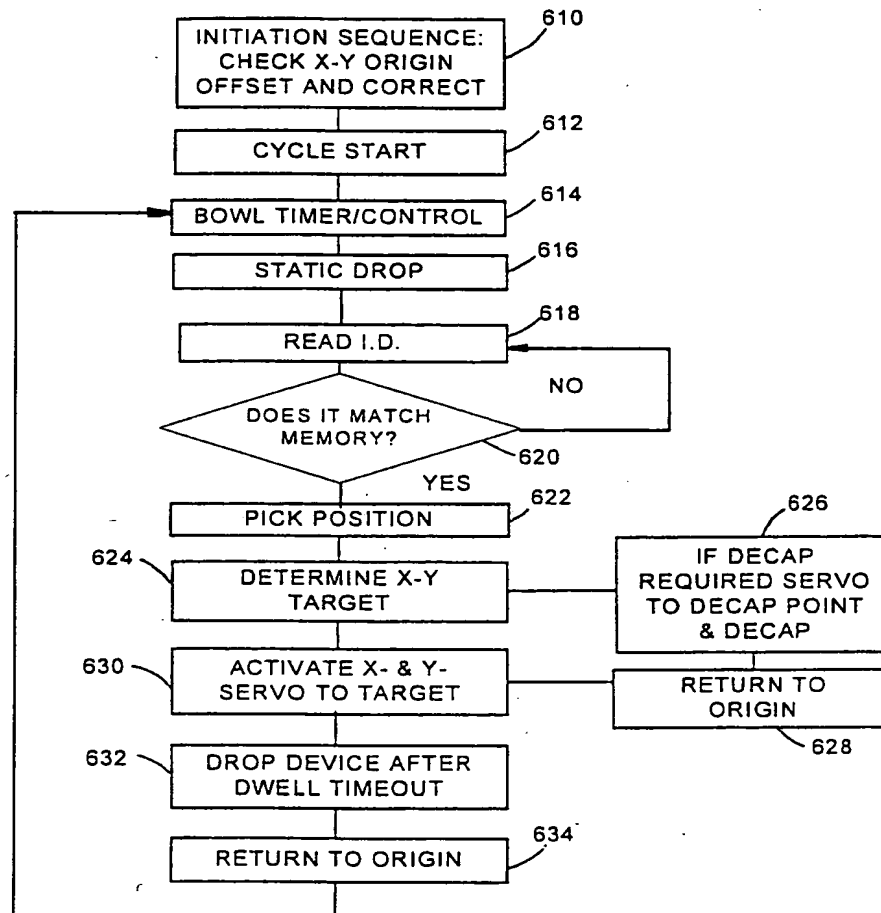 INITIATION SEQUENCE:
CHECK X-Y ORIGIN
OFFSET AND CORRECT
610
CYCLE START
612
BOWL TIMER/CONTROL
614
STATIC DROP
616
READ I.D.
618
NO
DOES IT MATCH
MEMORY?
620
YES
PICK POSITION
622
624
DETERMINE X-Y
TARGET
626
IF DECAP
REQUIRED SERVO
TO DECAP POINT
& DECAP
630
ACTIVATE X- & Y-
SERVO TO TARGET
RETURN TO
ORIGIN
628
632
DROP DEVICE AFTER
DWELL TIMEOUT
RETURN TO ORIGIN
634